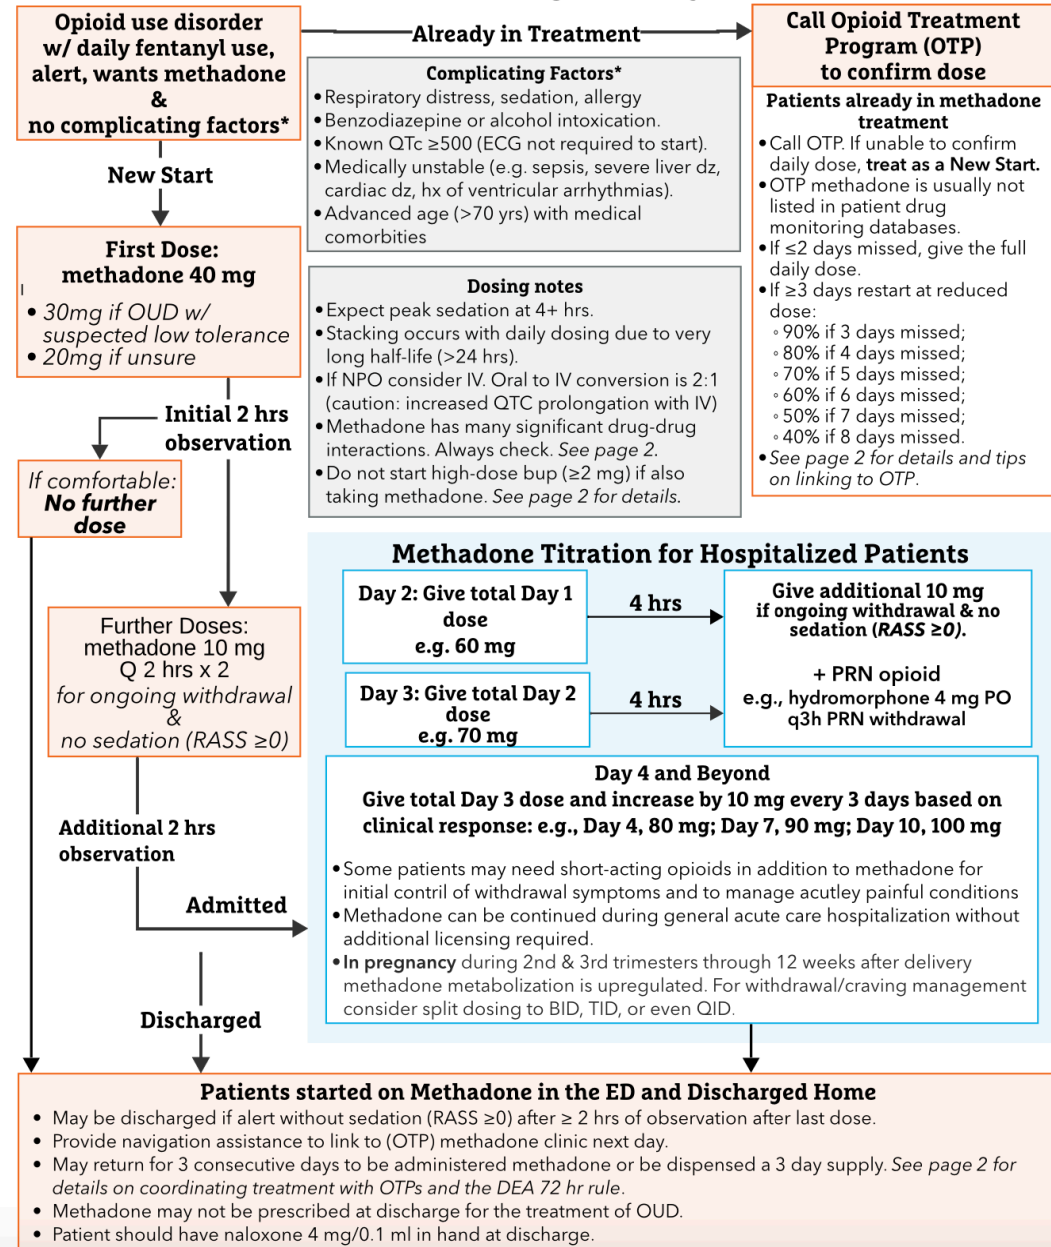 Opioid use disorder
w/ daily fentanyl use,
alert, wants methadone
&
no complicating factors*
Already in Treatment
Call Opioid Treatment
Program (OTP)
to confirm dose
Patients already in methadone
treatment
• Call OTP. If unable to confirm
daily dose, treat as a New Start.
• OTP methadone is usually not
listed in patient drug
monitoring databases.
• If ≤2 days missed, give the full
daily dose.
• If ≥3 days restart at reduced
dose:
◦ 90% if 3 days missed;
◦ 80% if 4 days missed;
◦ 70% if 5 days missed;
◦ 60% if 6 days missed;
◦ 50% if 7 days missed;
◦ 40% if 8 days missed.
• See page 2 for details and tips
on linking to OTP.
Complicating Factors*
• Respiratory distress, sedation, allergy
• Benzodiazepine or alcohol intoxication.
• Known QTc ≥500 (ECG not required to start).
• Medically unstable (e.g. sepsis, severe liver dz,
cardiac dz, hx of ventricular arrhythmias).
• Advanced age (>70 yrs) with medical
comorbities
New Start
First Dose:
methadone 40 mg
• 30mg if OUD w/
suspected low tolerance
• 20mg if unsure
Dosing notes
• Expect peak sedation at 4+ hrs.
• Stacking occurs with daily dosing due to very
long half-life (>24 hrs).
• If NPO consider IV. Oral to IV conversion is 2:1
(caution: increased QTC prolongation with IV)
• Methadone has many significant drug-drug
interactions. Always check. See page 2.
• Do not start high-dose bup (≥2 mg) if also
taking methadone. See page 2 for details.
Initial 2 hrs
observation
If comfortable:
No further
dose
Further Doses:
methadone 10 mg
Q 2 hrs x 2
for ongoing withdrawal
&
no sedation (RASS ≥0)
Additional 2 hrs
observation
Admitted
Discharged
Methadone Titration for Hospitalized Patients
Day 2: Give total Day 1
dose
e.g. 60 mg
4 hrs
Day 3: Give total Day 2
dose
e.g. 70 mg
4 hrs
Give additional 10 mg
if ongoing withdrawal & no
sedation (RASS ≥0).
+ PRN opioid
e.g., hydromorphone 4 mg PO
q3h PRN withdrawal
Day 4 and Beyond
Give total Day 3 dose and increase by 10 mg every 3 days based on
clinical response: e.g., Day 4, 80 mg; Day 7, 90 mg; Day 10, 100 mg
• Some patients may need short-acting opioids in addition to methadone for
initial contril of withdrawal symptoms and to manage acutley painful conditions
• Methadone can be continued during general acute care hospitalization without
additional licensing required.
• In pregnancy during 2nd & 3rd trimesters through 12 weeks after delivery
methadone metabolization is upregulated. For withdrawal/craving management
consider split dosing to BID, TID, or even QID.
Patients started on Methadone in the ED and Discharged Home
• May be discharged if alert without sedation (RASS ≥0) after ≥ 2 hrs of observation after last dose.
• Provide navigation assistance to link to (OTP) methadone clinic next day.
• May return for 3 consecutive days to be administered methadone or be dispensed a 3 day supply. See page 2 for
details on coordinating treatment with OTPs and the DEA 72 hr rule.
• Methadone may not be prescribed at discharge for the treatment of OUD.
• Patient should have naloxone 4 mg/0.1 ml in hand at discharge.